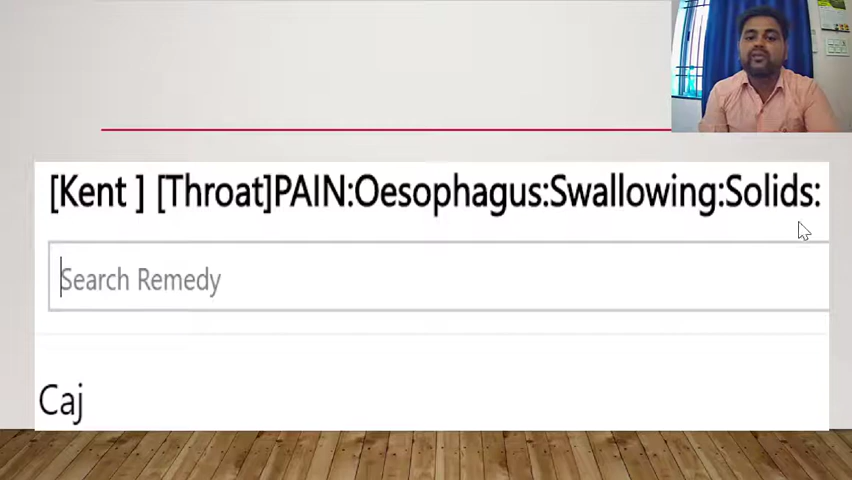 [Kent ] [Throat]PAIN:Oesophagus:Swallowing:Solids:
Search Remedy
Caj